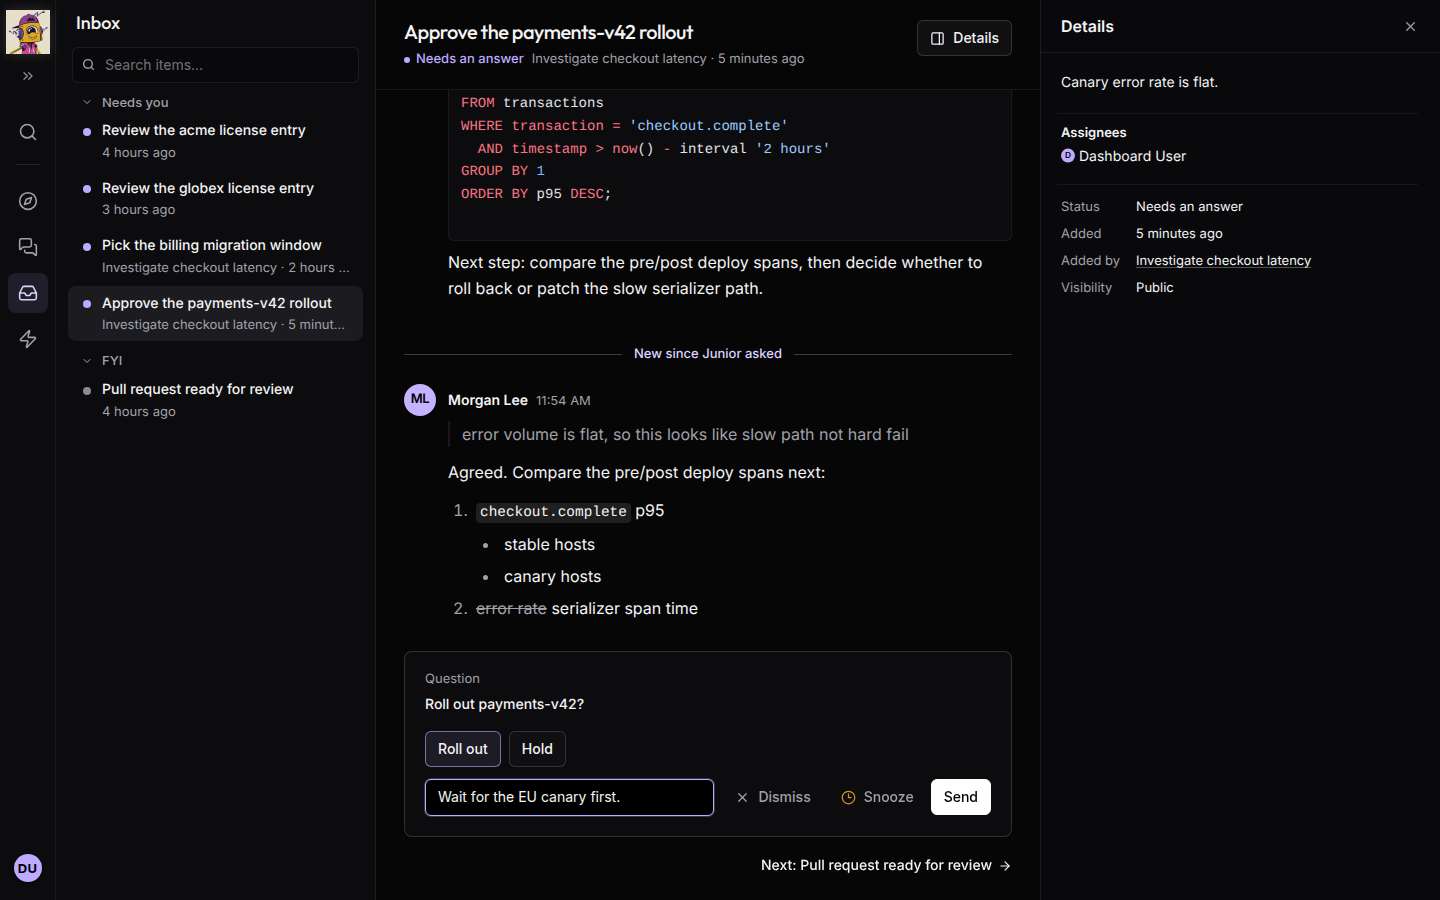 Inbox
Search items...
Needs you
Review the acme license entry
4 hours ago
Review the globex license entry
3 hours ago
Pick the billing migration window
Investigate checkout latency · 2 hours ...
Approve the payments-v42 rollout
Investigate checkout latency · 5 minut...
FYI
Pull request ready for review
4 hours ago
DU
Approve the payments-v42 rollout
Needs an answer Investigate checkout latency · 5 minutes ago
Details
FROM transactions
WHERE transaction = 'checkout.complete'
AND timestamp > now() - interval '2 hours'
GROUP BY 1
ORDER BY p95 DESC;
Next step: compare the pre/post deploy spans, then decide whether to
roll back or patch the slow serializer path.
New since Junior asked
ML Morgan Lee 11:54 AM
error volume is flat, so this looks like slow path not hard fail
Agreed. Compare the pre/post deploy spans next:
1. checkout.complete p95
• stable hosts
• canary hosts
2. error rate serializer span time
Question
Roll out payments-v42?
Roll out Hold
Wait for the EU canary first. Dismiss Snooze Send
Next: Pull request ready for review →
Details
Canary error rate is flat.
Assignees
D Dashboard User
Status Needs an answer
Added 5 minutes ago
Added by Investigate checkout latency
Visibility Public